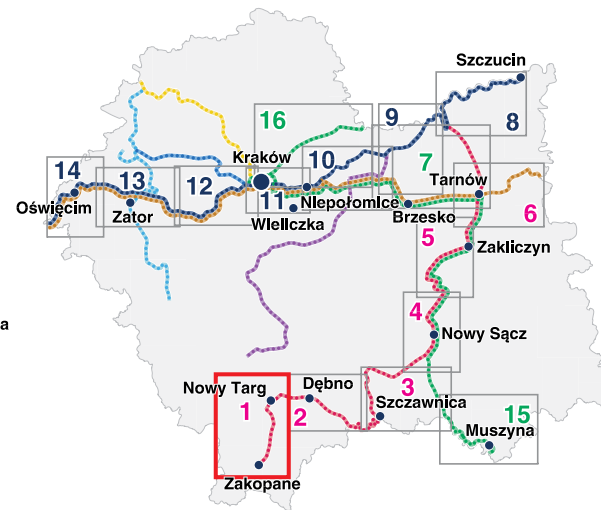 Szczucin
16
9
8
Kraków
14
13
12
10
7
11
Tarnów
Oświęcim
Zator
Niepołomice
Wieliczka
Brzesko
6
5
Zakliczyn
a
4
Nowy Sącz
Nowy Targ
Dębno
3
1
2
Szczawnica
15
Muszyna
Zakopane